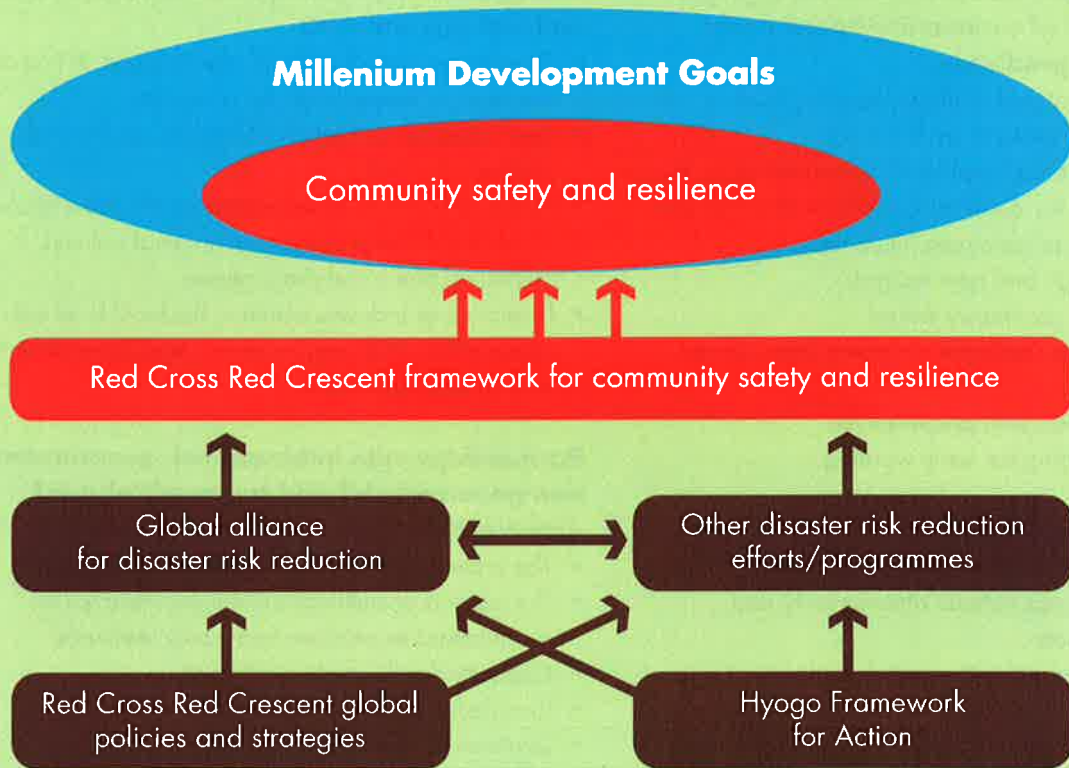 Millenium Development Goals
Community safety and resilience
Red Cross Red Crescent framework for community safety and resilience
Global alliance
for disaster risk reduction
Other disaster risk reduction
efforts/programmes
Red Cross Red Crescent global
policies and strategies
Hyogo Framework
for Action